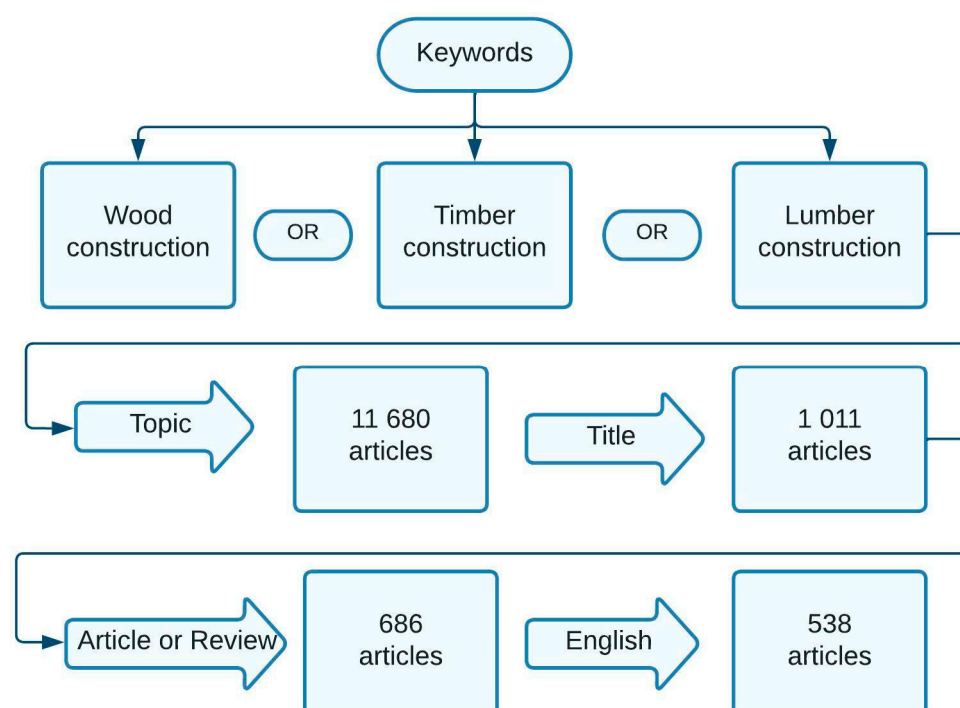 Keywords
Wood
construction
OR
Timber
construction
OR
Lumber
construction
Topic
11 680
articles
Title
1 011
articles
Article or Review
686
articles
English
538
articles